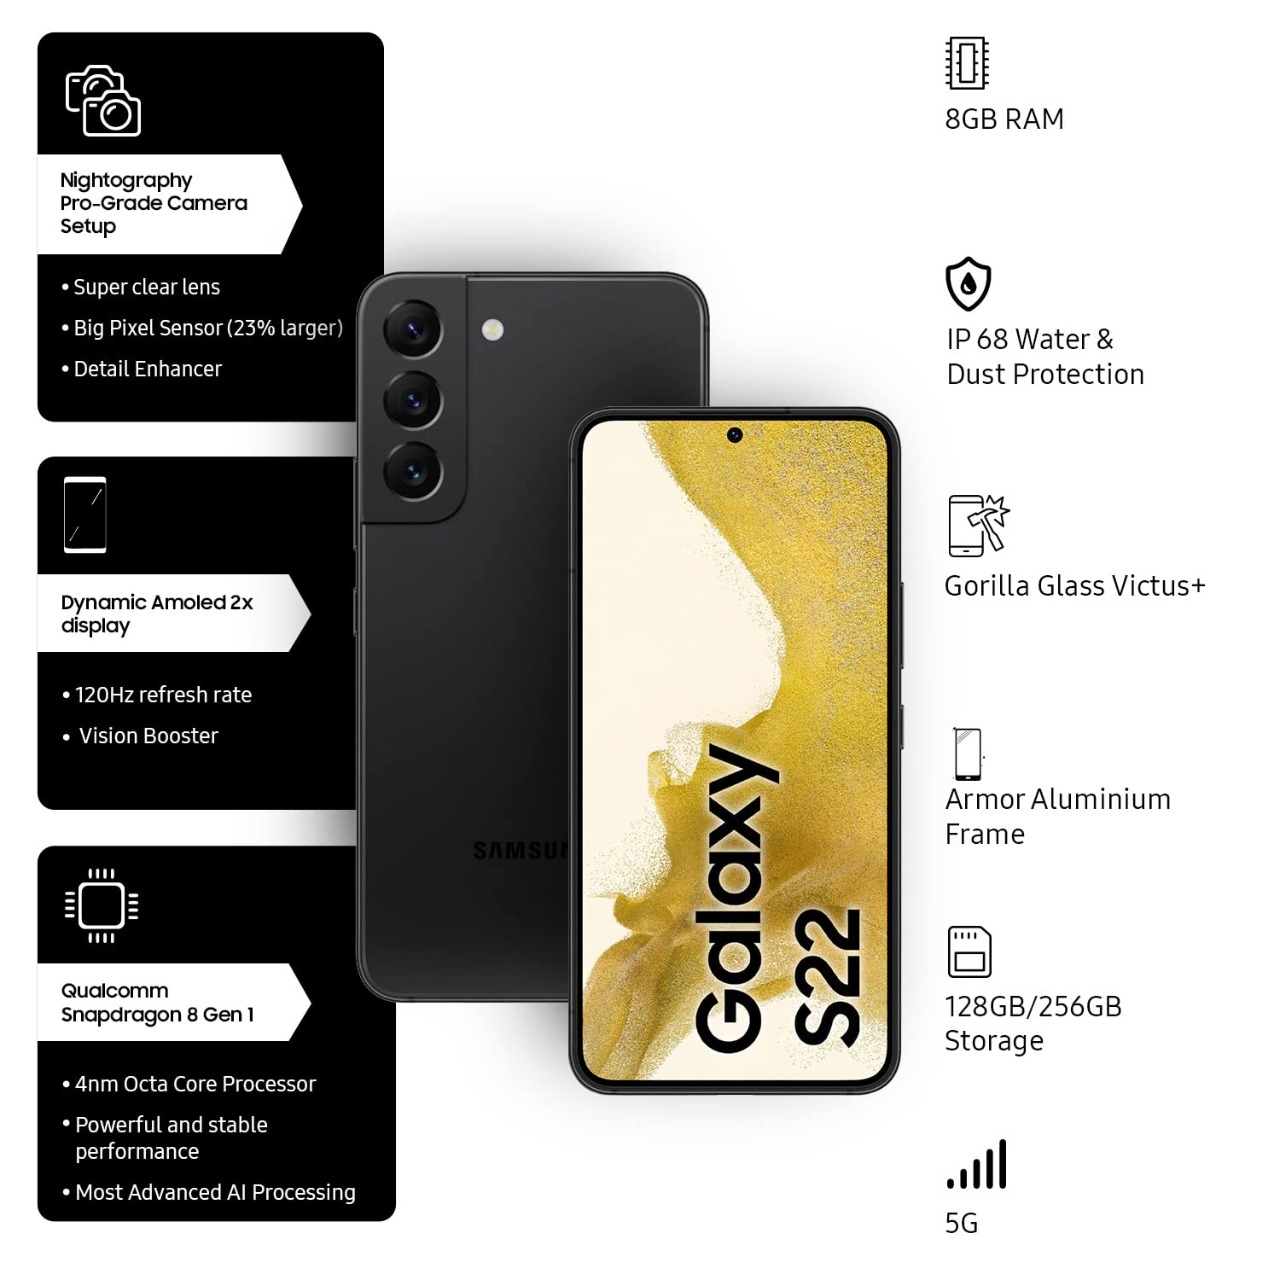 Nightography
Pro-Grade Camera
Setup
• Super clear lens
• Big Pixel Sensor (23% larger)
• Detail Enhancer
Dynamic Amoled 2x
display
• 120Hz refresh rate
• Vision Booster
Qualcomm
Snapdragon 8 Gen 1
• 4nm Octa Core Processor
• Powerful and stable
performance
• Most Advanced AI Processing
SAMSUN
Galaxy
S22
8GB RAM
IP 68 Water &
Dust Protection
Gorilla Glass Victus+
Armor Aluminium
Frame
128GB/256GB
Storage
5G